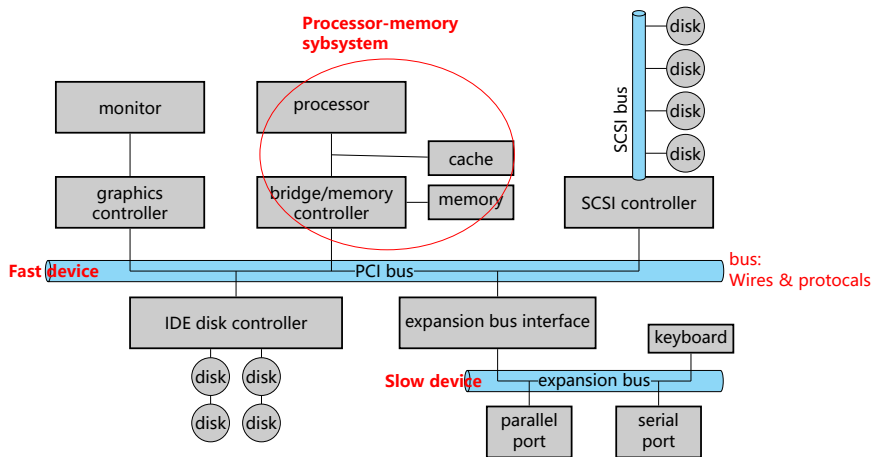 Processor-memory
sybsystem
disk
disk
disk
disk
SCSI bus
monitor
processor
cache
graphics
controller
bridge/memory
controller
memory
SCSI controller
Fast device
PCI bus
bus:
Wires & protocals
IDE disk controller
expansion bus interface
keyboard
disk
disk
disk
disk
Slow device
expansion bus
parallel
port
serial
port